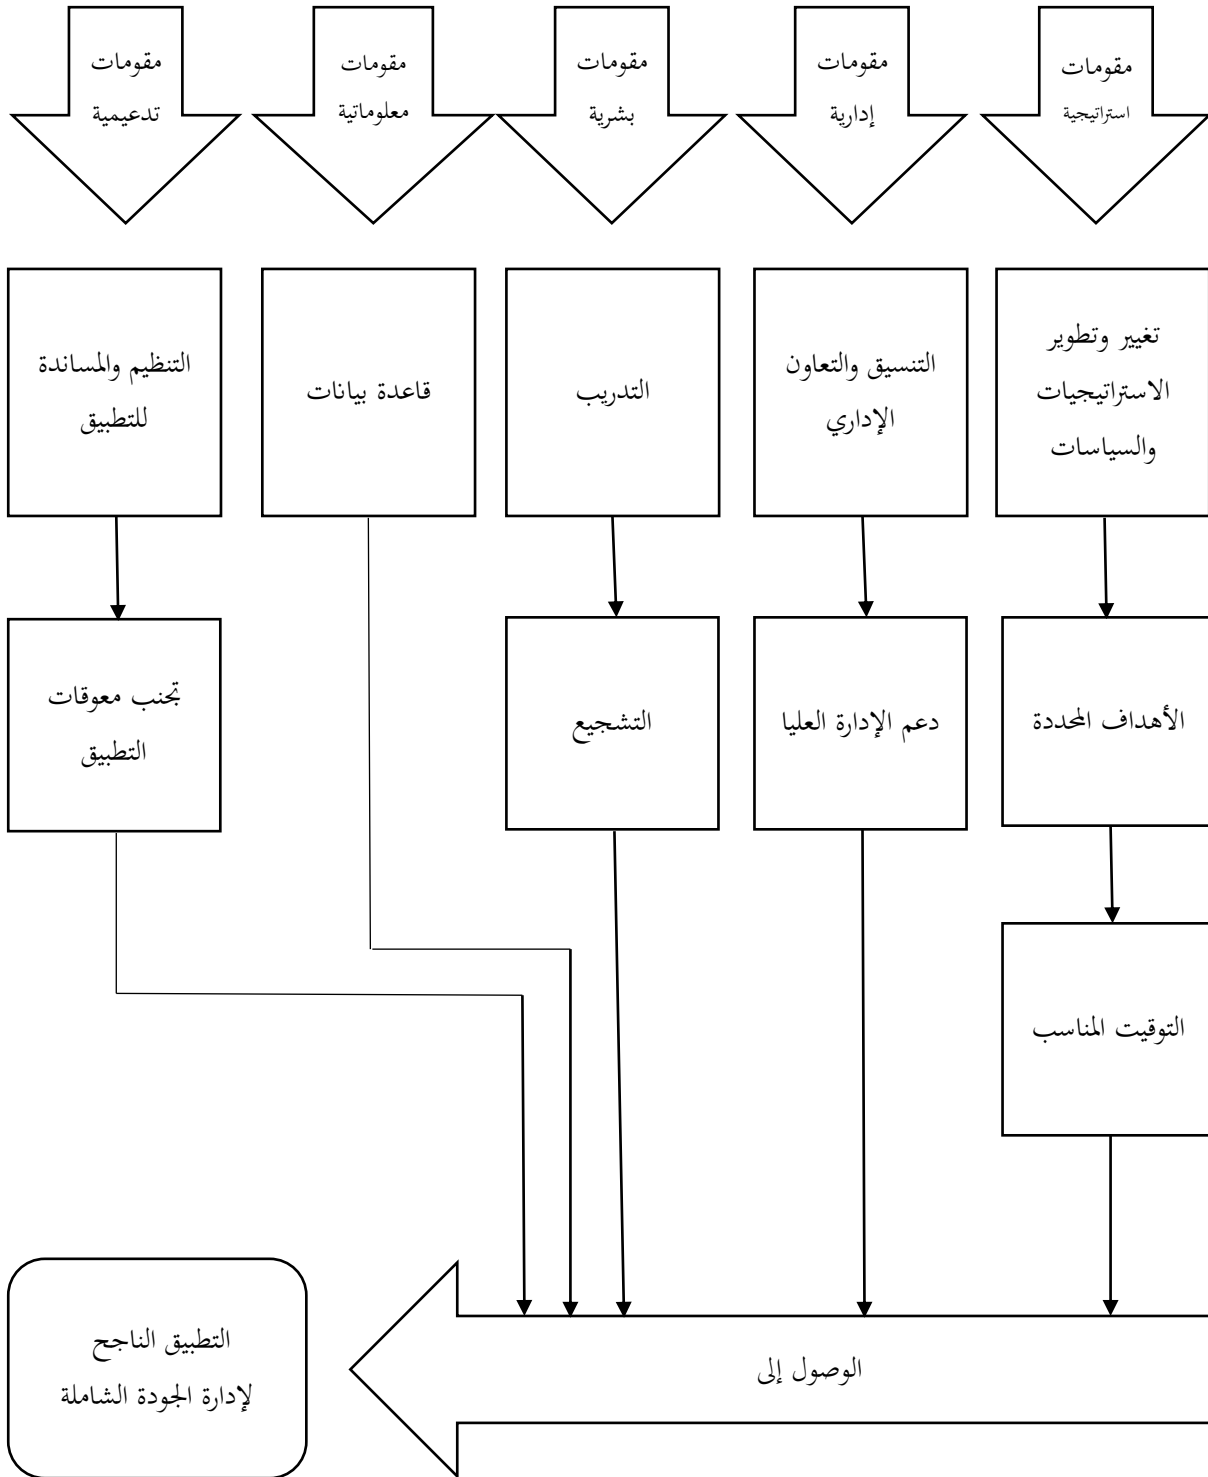 مقومات
استراتيجية
مقومات
إدارية
مقومات
بشرية
مقومات
معلوماتية
مقومات
تدعيمية
تغيير وتطوير
الاستراتيجيات
والسياسات
التنسيق والتعاون
الإداري
التدريب
قاعدة بيانات
التنظيم والمساندة
للتطبيق
الأهداف المحددة
دعم الإدارة العليا
التشجيع
تجنب معوقات
التطبيق
التوقيت المناسب
الوصول إلى
التطبيق الناجح
لإدارة الجودة الشاملة